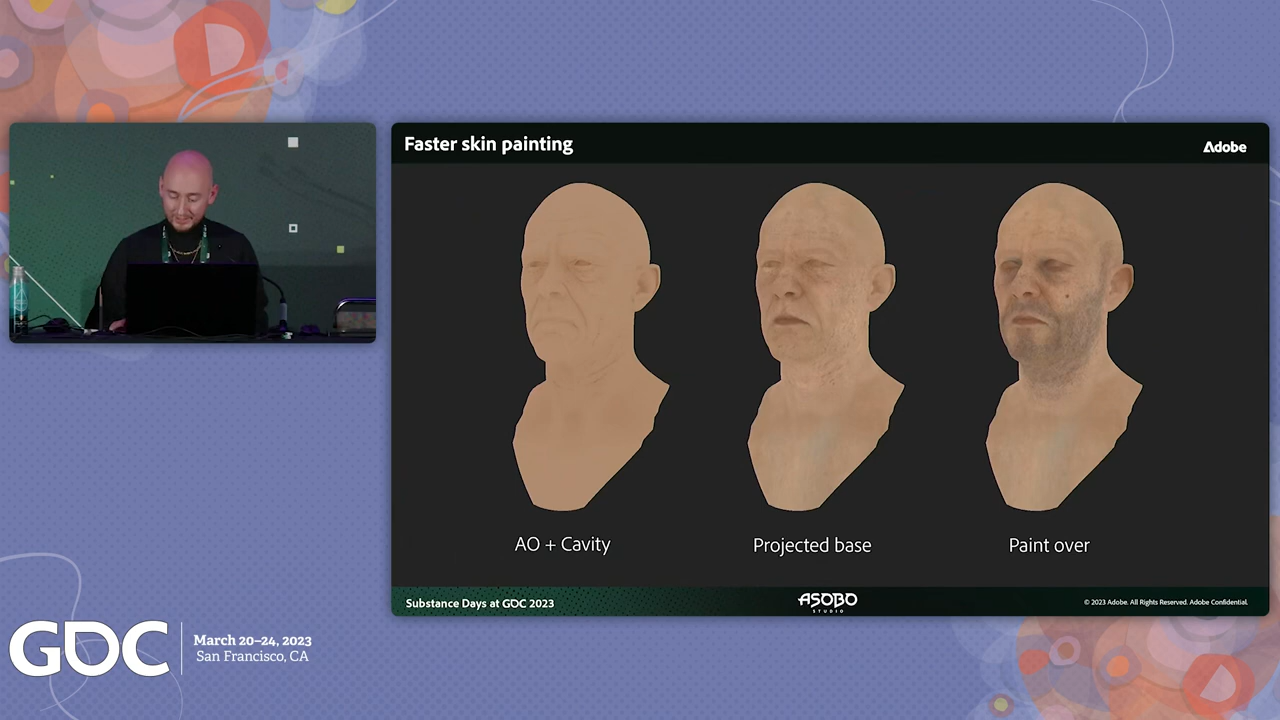 Faster skin painting
Adobe
AO + Cavity
Projected base
Paint over
Substance Days at GDC 2023
ASOBO
STUDIO
© 2023 Adobe. All Rights Reserved. Adobe Confidential.
GDC
March 20–24, 2023
San Francisco, CA